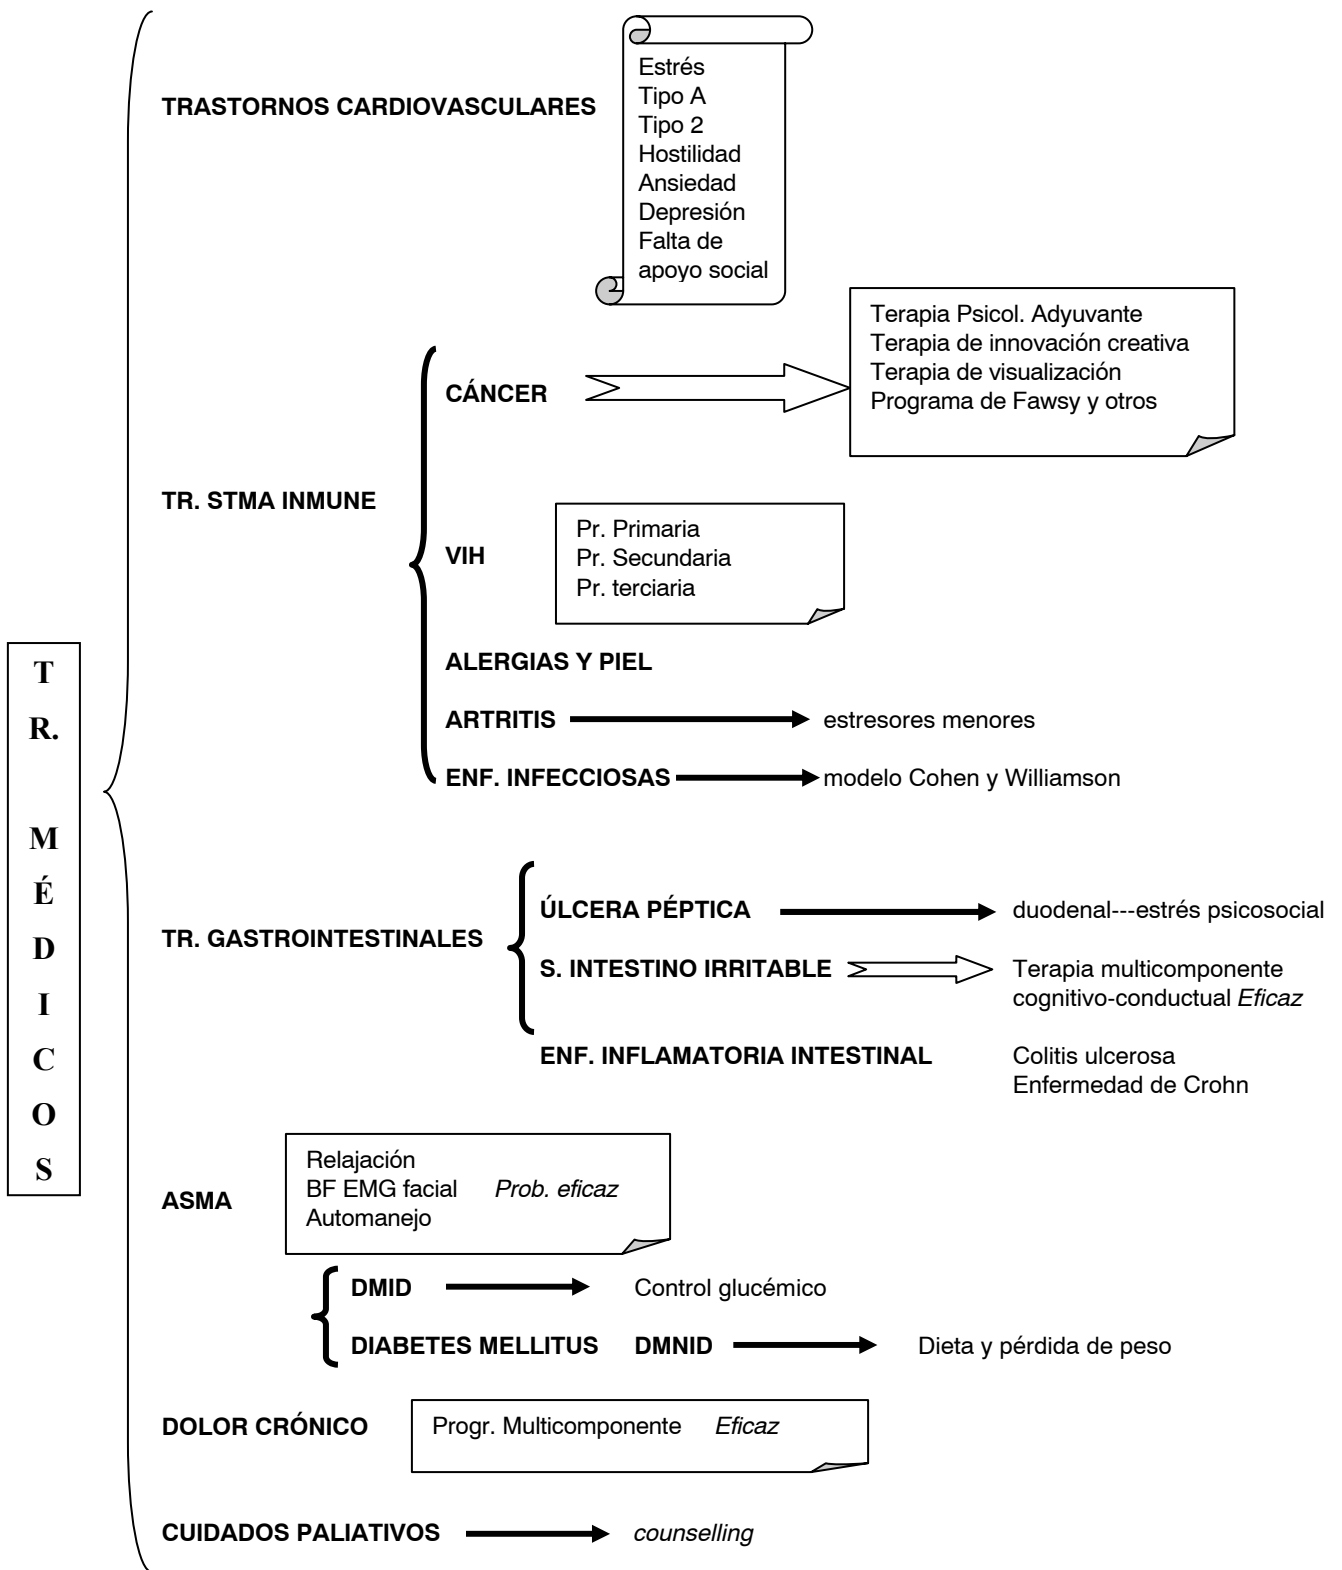 TR. MÉDICOS
TRASTORNOS CARDIOVASCULARES
Estrés
Tipo A
Tipo 2
Hostilidad
Ansiedad
Depresión
Falta de
apoyo social
TR. STMA INMUNE
CÁNCER
Terapia Psicol. Adyuvante
Terapia de innovación creativa
Terapia de visualización
Programa de Fawsy y otros
VIH
Pr. Primaria
Pr. Secundaria
Pr. terciaria
ALERGIAS Y PIEL
ARTRITIS estresores menores
ENF. INFECCIOSAS modelo Cohen y Williamson
TR. GASTROINTESTINALES
ÚLCERA PÉPTICA duodenal---estrés psicosocial
S. INTESTINO IRRITABLE Terapia multicomponente
cognitivo-conductual Eficaz
ENF. INFLAMATORIA INTESTINAL Colitis ulcerosa
Enfermedad de Crohn
ASMA
Relajación
BF EMG facial Prob. eficaz
Automanejo
DMID Control glucémico
DIABETES MELLITUS DMNID Dieta y pérdida de peso
DOLOR CRÓNICO Progr. Multicomponente Eficaz
CUIDADOS PALIATIVOS counselling